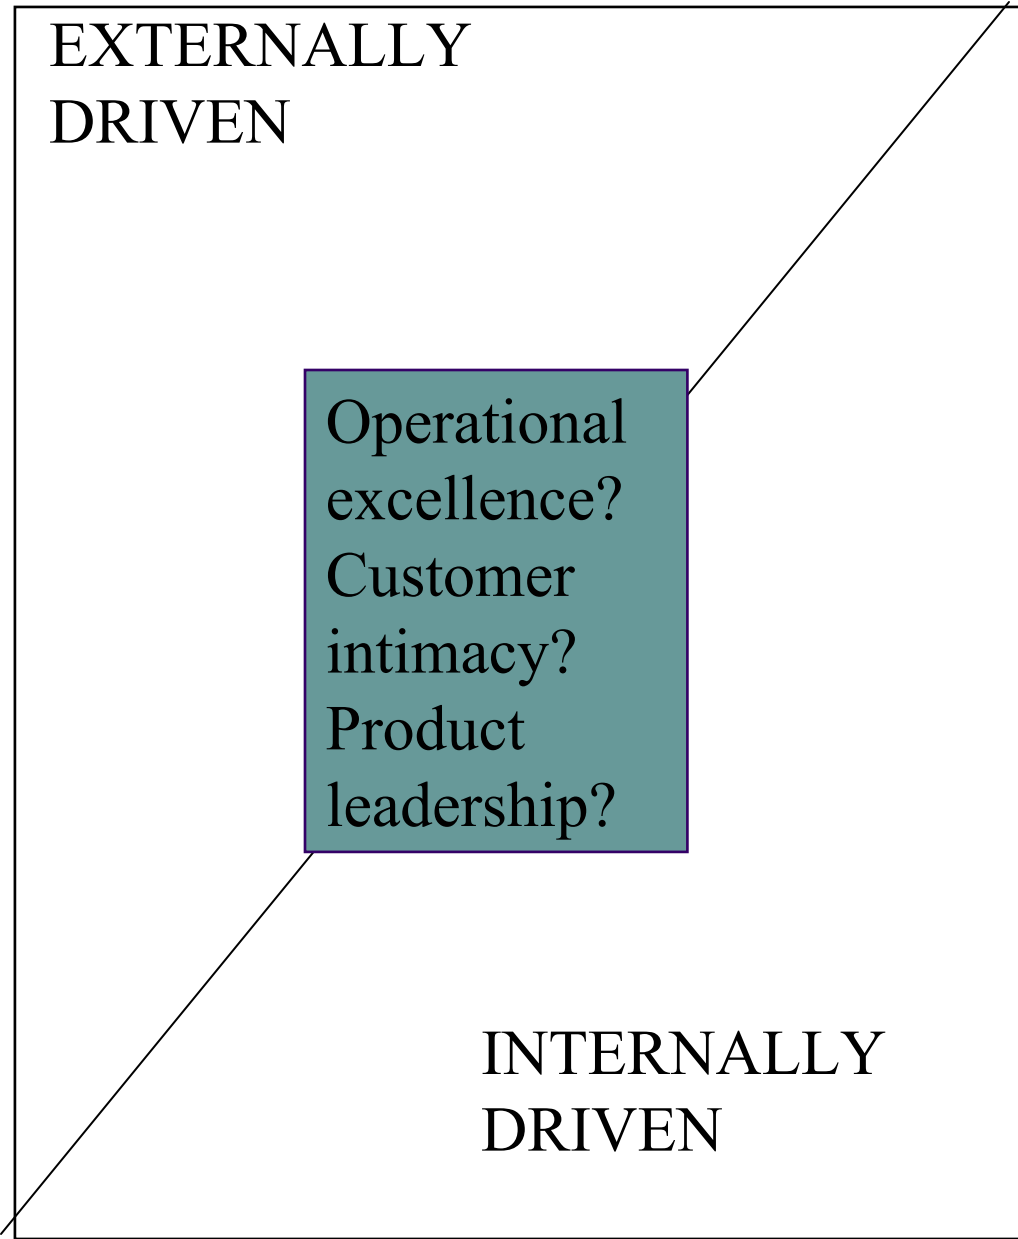 EXTERNALLY
DRIVEN
Operational
excellence?
Customer
intimacy?
Product
leadership?
INTERNALLY
DRIVEN